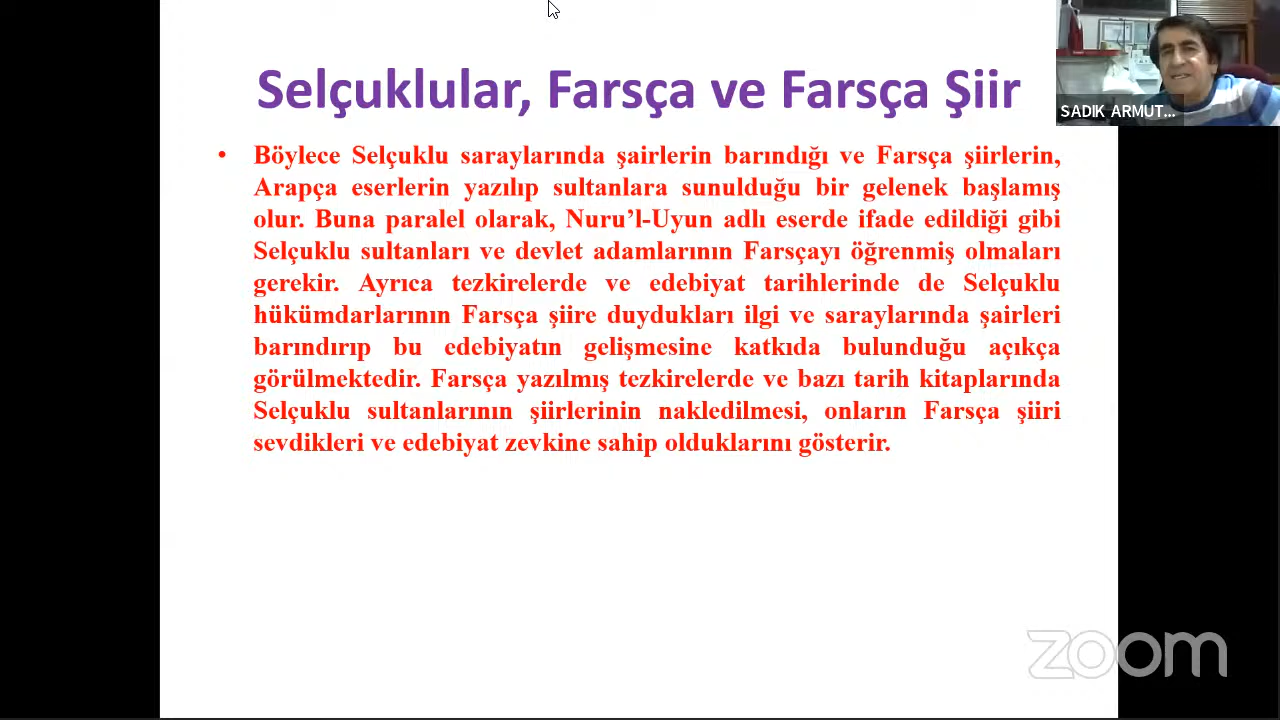 Selçuklular, Farsça ve Farsça Şiir
SADIK ARMUT...
• Böylece Selçuklu saraylarında şairlerin barındığı ve Farsça şiirlerin,
Arapça eserlerin yazılıp sultanlara sunulduğu bir gelenek başlamış
olur. Buna paralel olarak, Nuru’l-Uyun adlı eserde ifade edildiği gibi
Selçuklu sultanları ve devlet adamlarının Farsçayı öğrenmiş olmaları
gerekir. Ayrıca tezkirelerde ve edebiyat tarihlerinde de Selçuklu
hükümdarlarının Farsça şiire duydukları ilgi ve saraylarında şairleri
barındırıp bu edebiyatın gelişmesine katkıda bulunduğu açıkça
görülmektedir. Farsça yazılmış tezkirelerde ve bazı tarih kitaplarında
Selçuklu sultanlarının şiirlerinin nakledilmesi, onların Farsça şiiri
sevdikleri ve edebiyat zevkine sahip olduklarını gösterir.
zoom